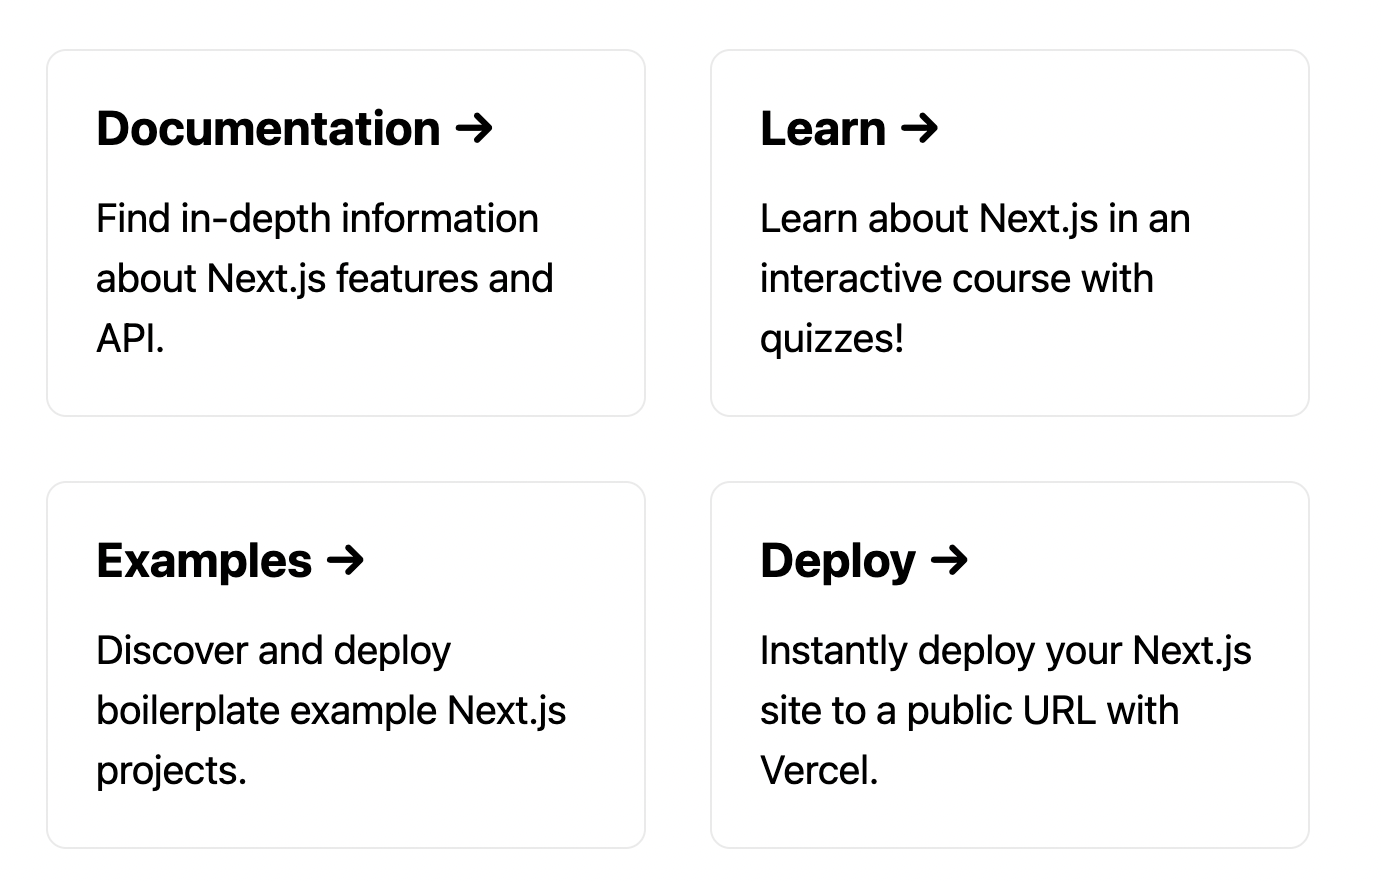 Documentation →
Find in-depth information
about Next.js features and
API.
Learn →
Learn about Next.js in an
interactive course with
quizzes!
Examples →
Discover and deploy
boilerplate example Next.js
projects.
Deploy →
Instantly deploy your Next.js
site to a public URL with
Vercel.